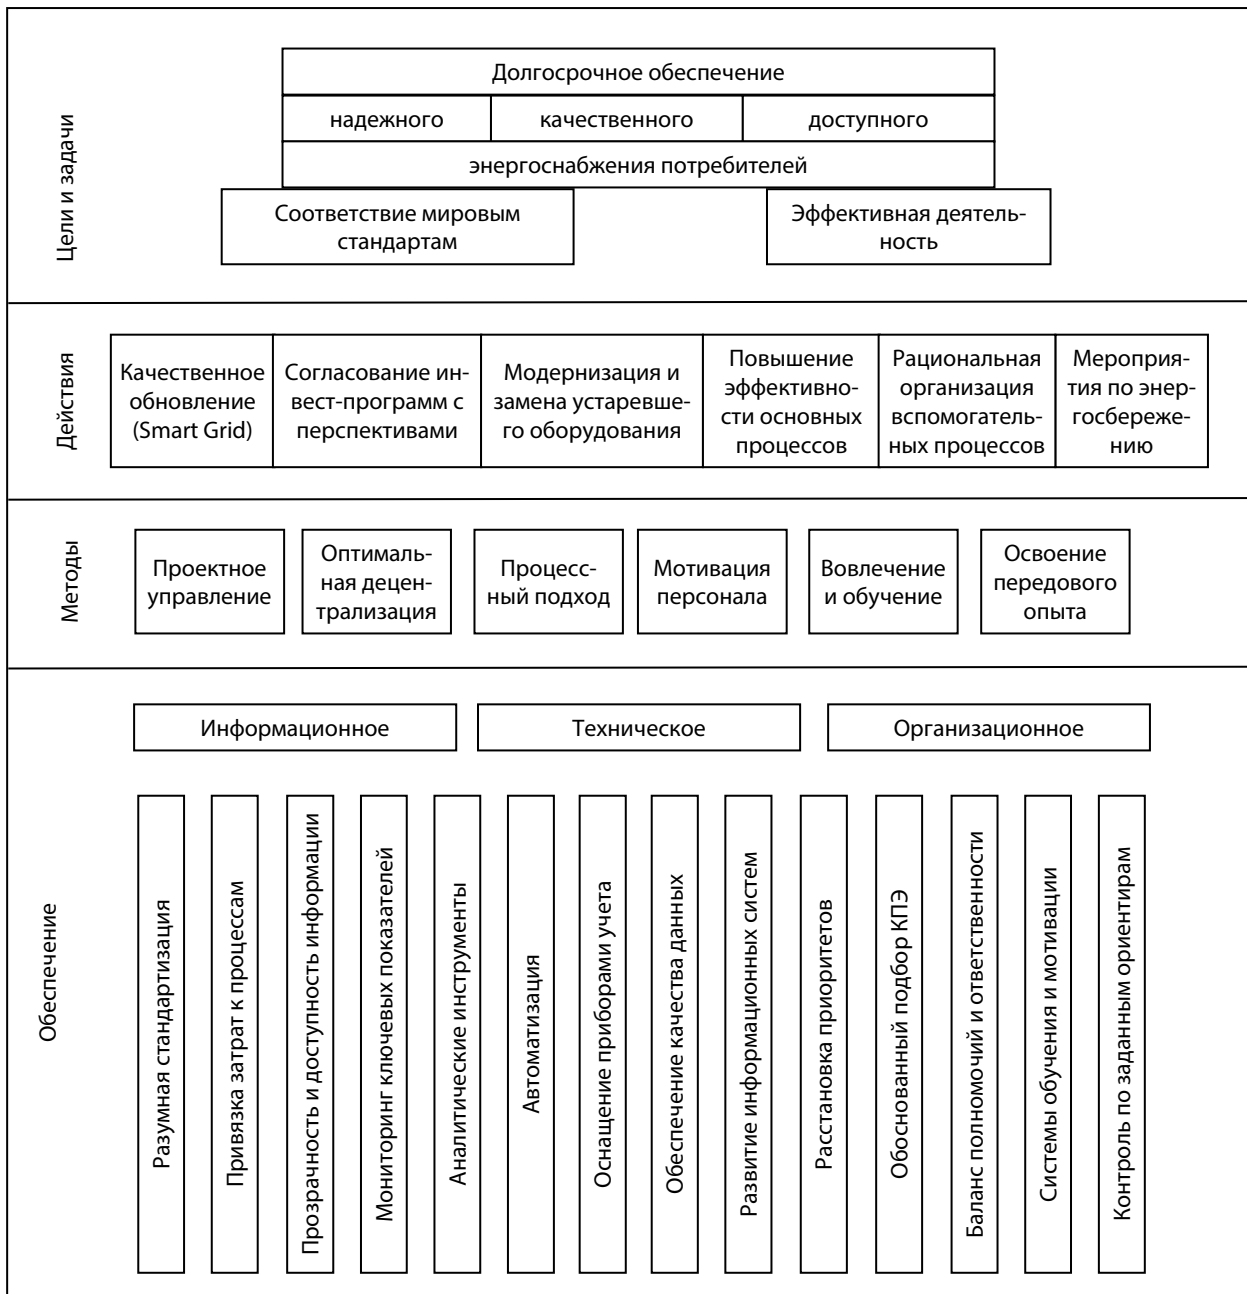 Цели и задачи
Долгосрочное обеспечение
надежного
качественного
доступного
энергоснабжения потребителей
Соответствие мировым
стандартам
Эффективная деятель-
ность
Действия
Качественное
обновление
(Smart Grid)
Согласование ин-
вест-программ с
перспективами
Модернизация и
замена устаревше-
го оборудования
Повышение
эффективно-
сти основных
процессов
Рациональная
организация
вспомогатель-
ных процессов
Мероприя-
тия по энер-
госбереже-
нию
Методы
Проектное
управление
Оптималь-
ная децен-
трализация
Процесс-
ный подход
Мотивация
персонала
Вовлечение
и обучение
Освоение
передового
опыта
Обеспечение
Информационное
Техническое
Организационное
Разумная стандартизация
Привязка затрат к процессам
Прозрачность и доступность информации
Мониторинг ключевых показателей
Аналитические инструменты
Автоматизация
Оснащение приборами учета
Обеспечение качества данных
Развитие информационных систем
Расстановка приоритетов
Обоснованный подбор КПЭ
Баланс полномочий и ответственности
Системы обучения и мотивации
Контроль по заданным ориентирам